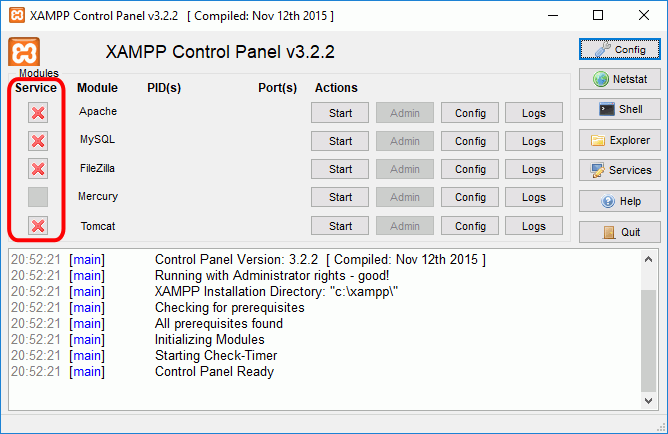 XAMPP Control Panel v3.2.2 [ Compiled: Nov 12th 2015 ]
XAMPP Control Panel v3.2.2
Config
Modules
Service Module PID(s) Port(s) Actions
Netstat
Apache Start Admin Config Logs
Shell
MySQL Start Admin Config Logs
Explorer
FileZilla Start Admin Config Logs
Services
Mercury Start Admin Config Logs
Help
Tomcat Start Admin Config Logs
Quit
20:52:21 [main] Control Panel Version: 3.2.2 [ Compiled: Nov 12th 2015 ]
20:52:21 [main] Running with Administrator rights - good!
20:52:21 [main] XAMPP Installation Directory: "c:\xampp\"
20:52:21 [main] Checking for prerequisites
20:52:21 [main] All prerequisites found
20:52:21 [main] Initializing Modules
20:52:21 [main] Starting Check-Timer
20:52:21 [main] Control Panel Ready